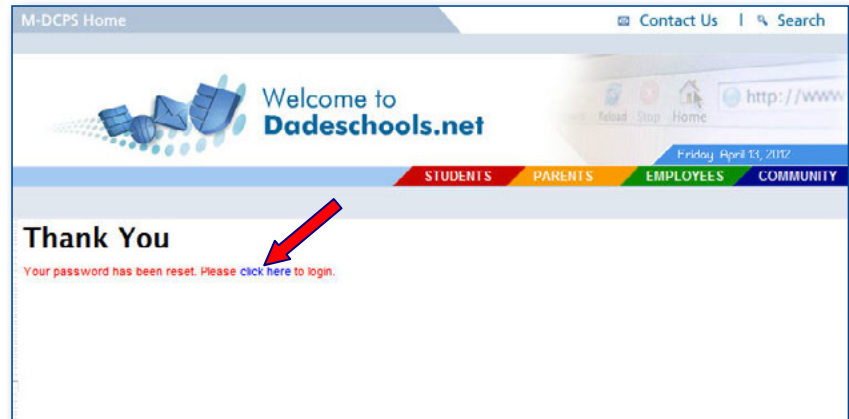 M-DCPS Home Contact Us | Search
Welcome to
Dadeschools.net
Reload Stop Home http://www
Friday April 13, 2012
STUDENTS PARENTS EMPLOYEES COMMUNITY
Thank You
Your password has been reset. Please click here to login.